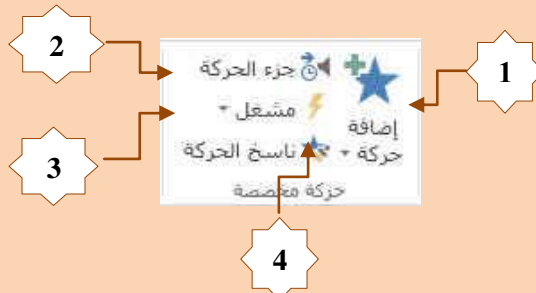 1
إضافة
حركة
2
جزء الحركة
3
مشغل
ناسخ الحركة
حركة مخصصة
4